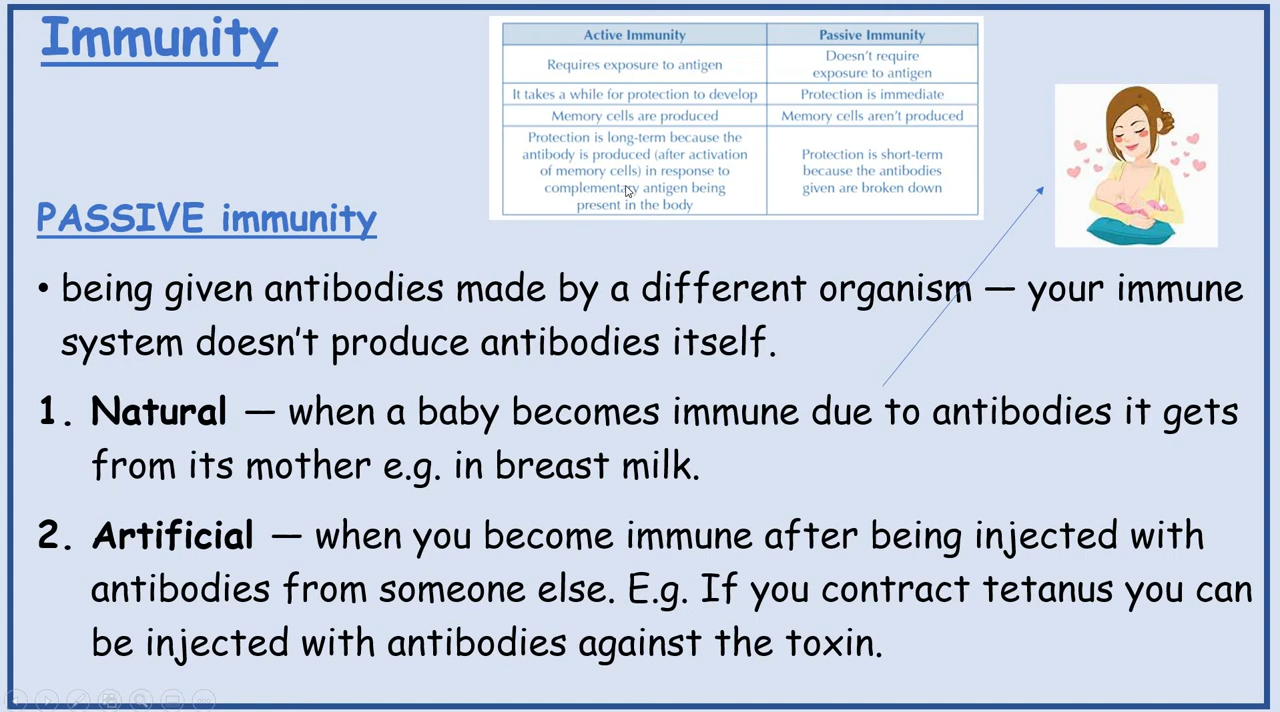 Immunity
Active Immunity
Passive Immunity
Requires exposure to antigen
Doesn't require
exposure to antigen
It takes a while for protection to develop
Protection is immediate
Memory cells are produced
Memory cells aren't produced
Protection is long-term because the
antibody is produced (after activation
of memory cells) in response to
complementary antigen being
present in the body
Protection is short-term
because the antibodies
given are broken down
PASSIVE immunity
• being given antibodies made by a different organism — your immune
system doesn't produce antibodies itself.
1. Natural — when a baby becomes immune due to antibodies it gets
from its mother e.g. in breast milk.
2. Artificial — when you become immune after being injected with
antibodies from someone else. E.g. If you contract tetanus you can
be injected with antibodies against the toxin.